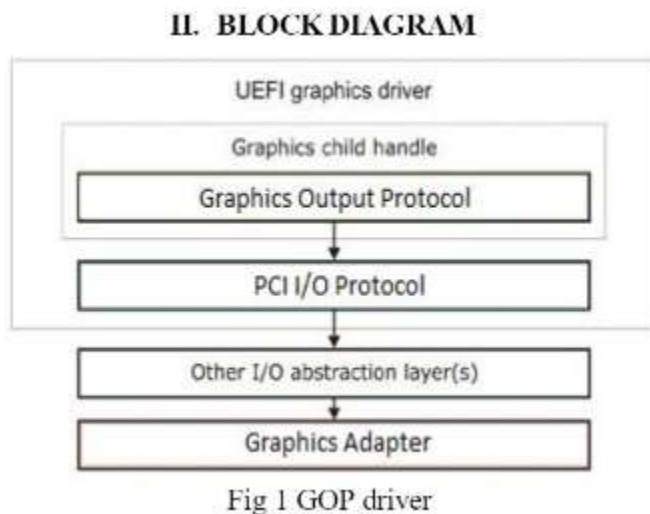 II. BLOCK DIAGRAM
UEFI graphics driver
Graphics child handle
Graphics Output Protocol
PCI I/O Protocol
Other I/O abstraction layer(s)
Graphics Adapter
Fig 1 GOP driver